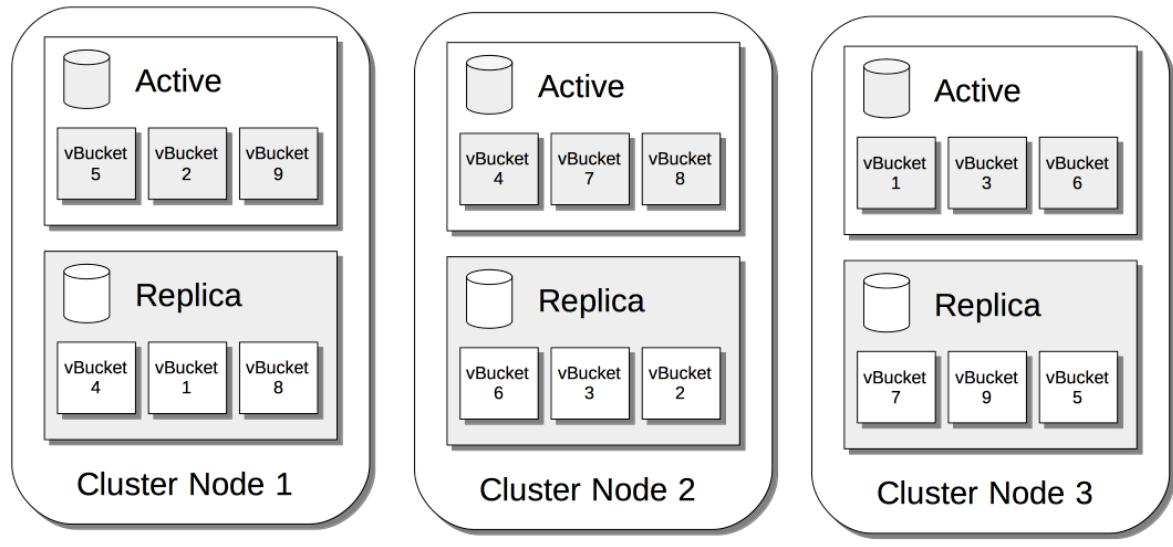 Active
vBucket
5
vBucket
2
vBucket
9
Replica
vBucket
4
vBucket
1
vBucket
8
Cluster Node 1
Active
vBucket
4
vBucket
7
vBucket
8
Replica
vBucket
6
vBucket
3
vBucket
2
Cluster Node 2
Active
vBucket
1
vBucket
3
vBucket
6
Replica
vBucket
7
vBucket
9
vBucket
5
Cluster Node 3